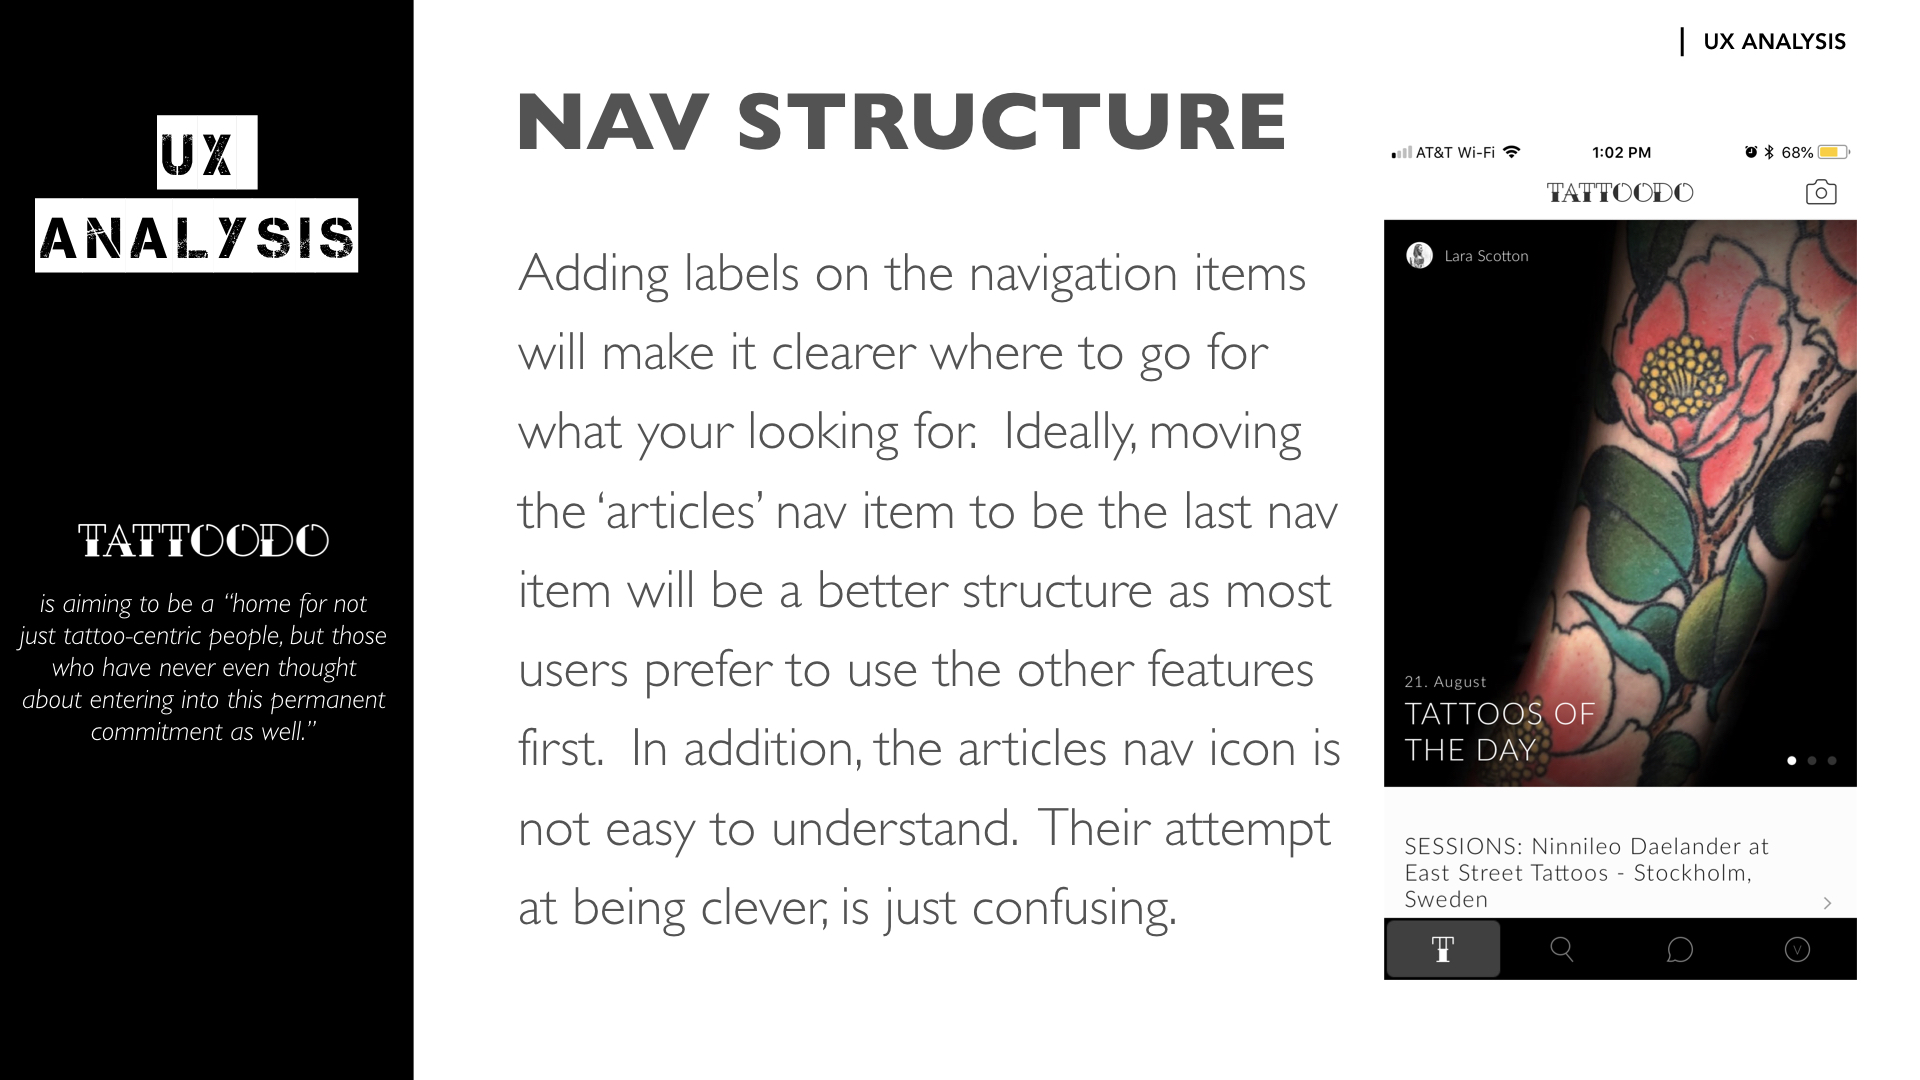 UX ANALYSIS
UX
ANALYSIS
TATTOODO
is aiming to be a “home for not
just tattoo-centric people, but those
who have never even thought
about entering into this permanent
commitment as well.”
NAV STRUCTURE
Adding labels on the navigation items
will make it clearer where to go for
what your looking for.  Ideally, moving
the ‘articles’ nav item to be the last nav
item will be a better structure as most
users prefer to use the other features
first.  In addition, the articles nav icon is
not easy to understand.  Their attempt
at being clever, is just confusing.
AT&T Wi-Fi 1:02 PM 68%
TATTOODO
Lara Scotton
21. August
TATTOOS OF
THE DAY
SESSIONS: Ninnileo Daelander at
East Street Tattoos - Stockholm,
Sweden
T V